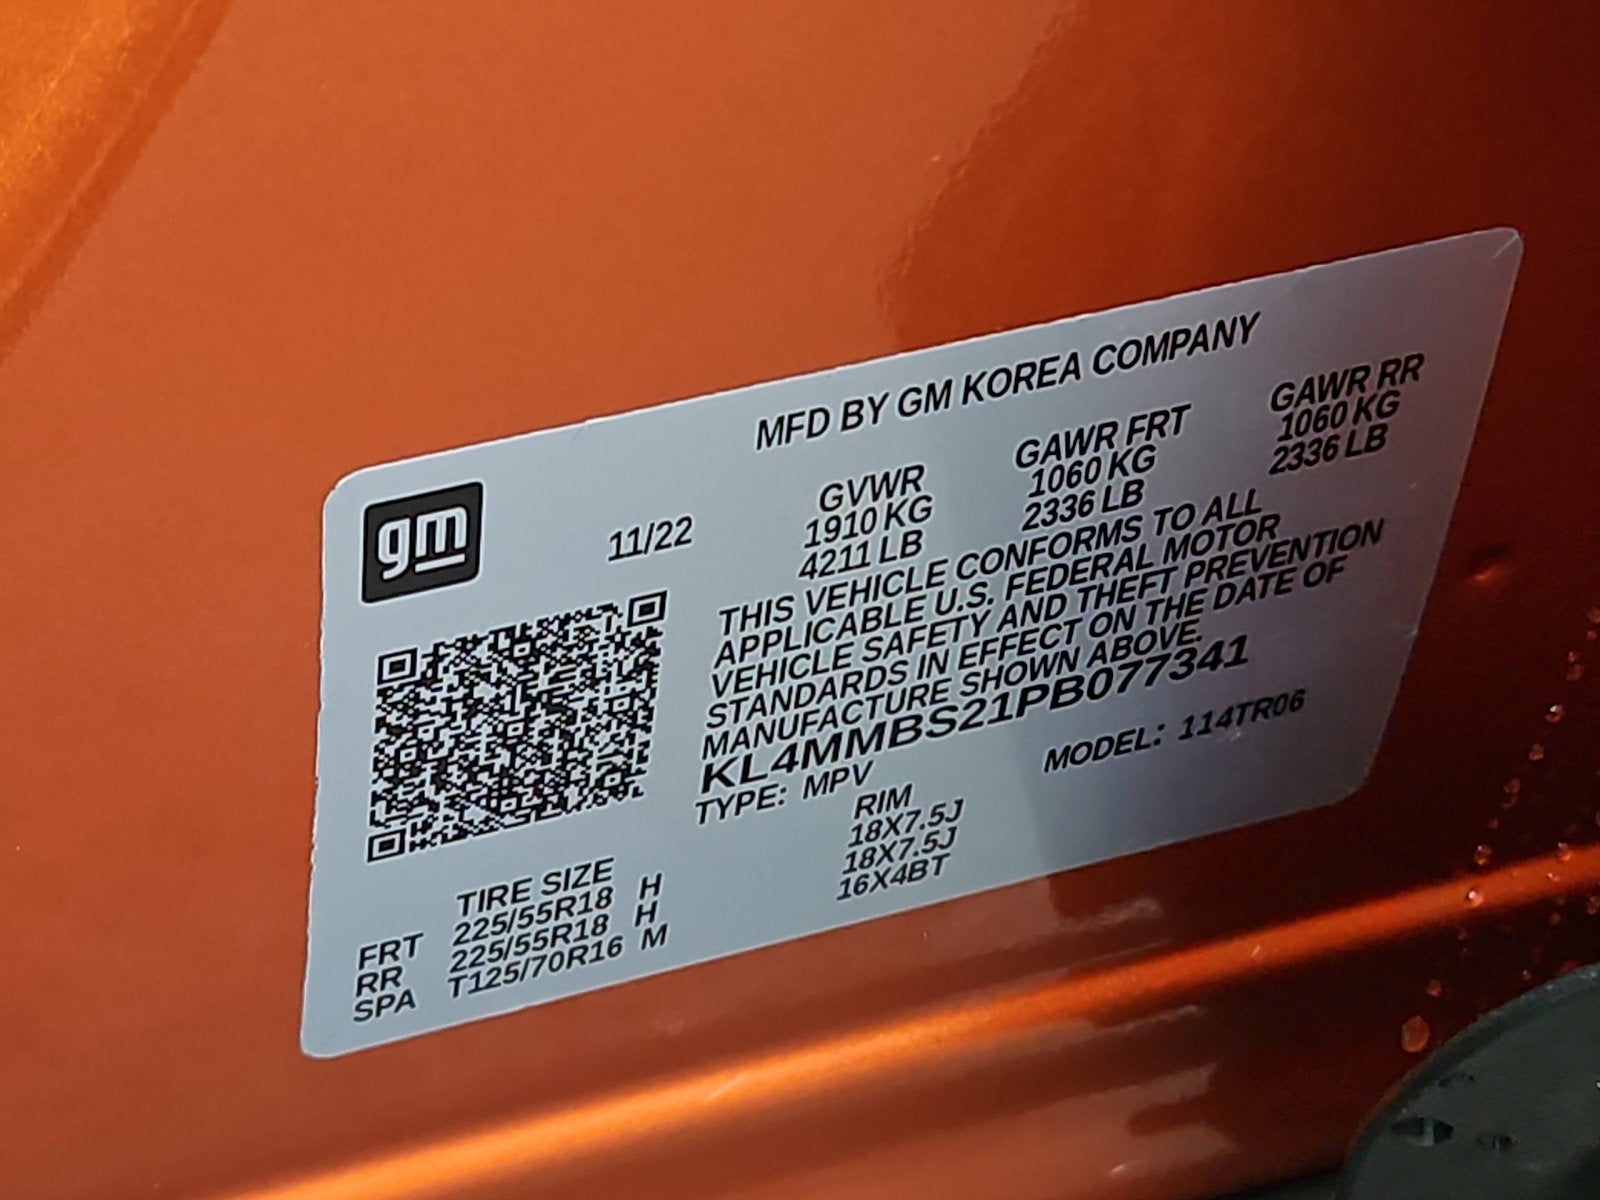 MFD BY GM KOREA COMPANY
gm
11/22
GVWR GAWR FRT GAWR RR
1910 KG 1060 KG 1060 KG
4211 LB 2336 LB 2336 LB
THIS VEHICLE CONFORMS TO ALL
APPLICABLE U.S. FEDERAL MOTOR
VEHICLE SAFETY AND THEFT PREVENTION
STANDARDS IN EFFECT ON THE DATE OF
MANUFACTURE SHOWN ABOVE.
KL4MMBS21PB077341
TYPE: MPV MODEL: 114TR06
TIRE SIZE RIM
FRT 225/55R18 H 18X7.5J
RR 225/55R18 H 18X7.5J
SPA T125/70R16 M 16X4BT